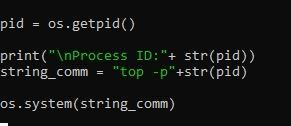 pid = os.getpid()
print("\nProcess ID:"+ str(pid))
string_comm = "top -p"+str(pid)
os.system(string_comm)